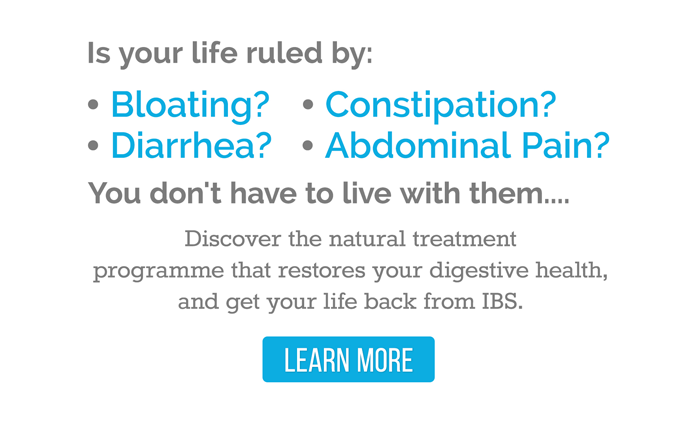 Is your life ruled by:
• Bloating? • Constipation?
• Diarrhea? • Abdominal Pain?
You don't have to live with them....
Discover the natural treatment
programme that restores your digestive health,
and get your life back from IBS.
LEARN MORE